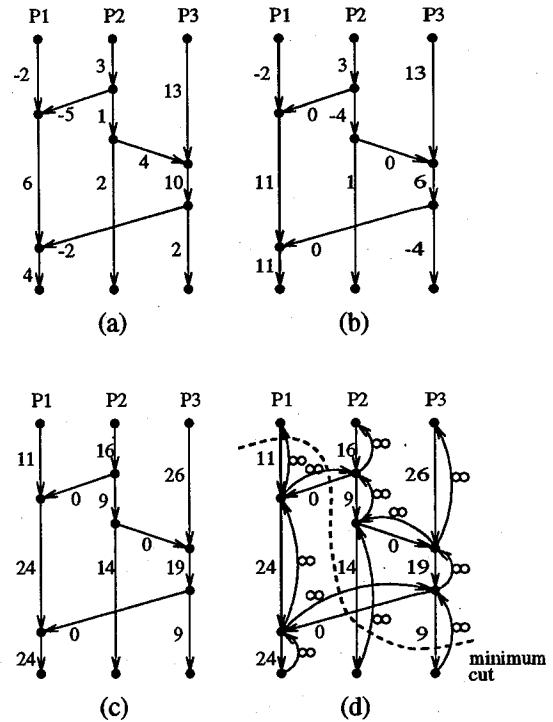 P1 P2 P3 P1 P2 P3
-2 3 13 -2 3 13
-5 1 0 -4
4 0
6 2 10 11 1 6
-2 2 0 -4
4 11
(a) (b)
P1 P2 P3 P1 P2 P3
11 16 26 11 ∞ ∞ 16 ∞ 26 ∞
0 9 0 9 ∞ ∞
0 0
24 14 19 24 ∞ 14 ∞ 19 ∞
0 9 0 9 ∞
24 24 ∞ minimum
cut
(c) (d)